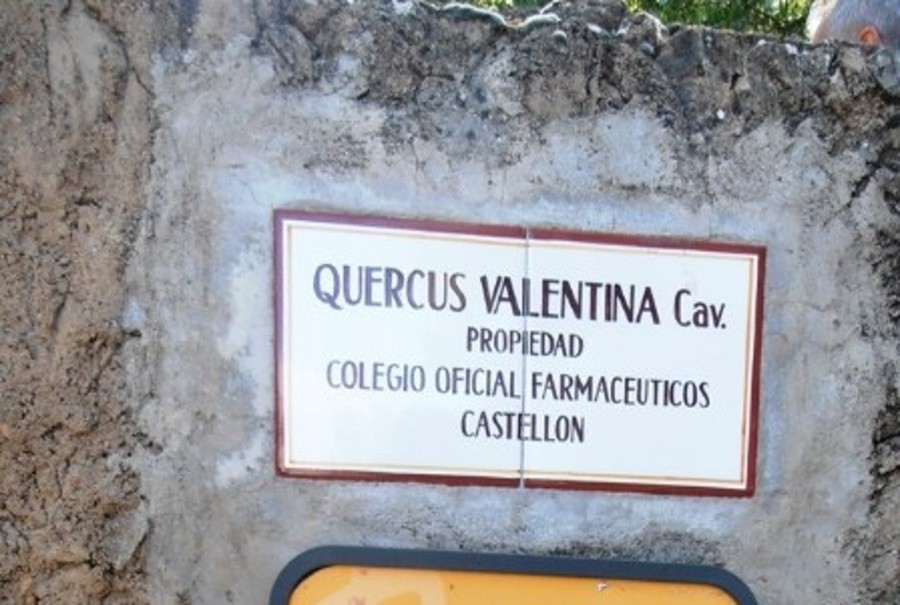 QUERCUS VALENTINA Cav.
PROPIEDAD
COLEGIO OFICIAL FARMACEUTICOS
CASTELLON